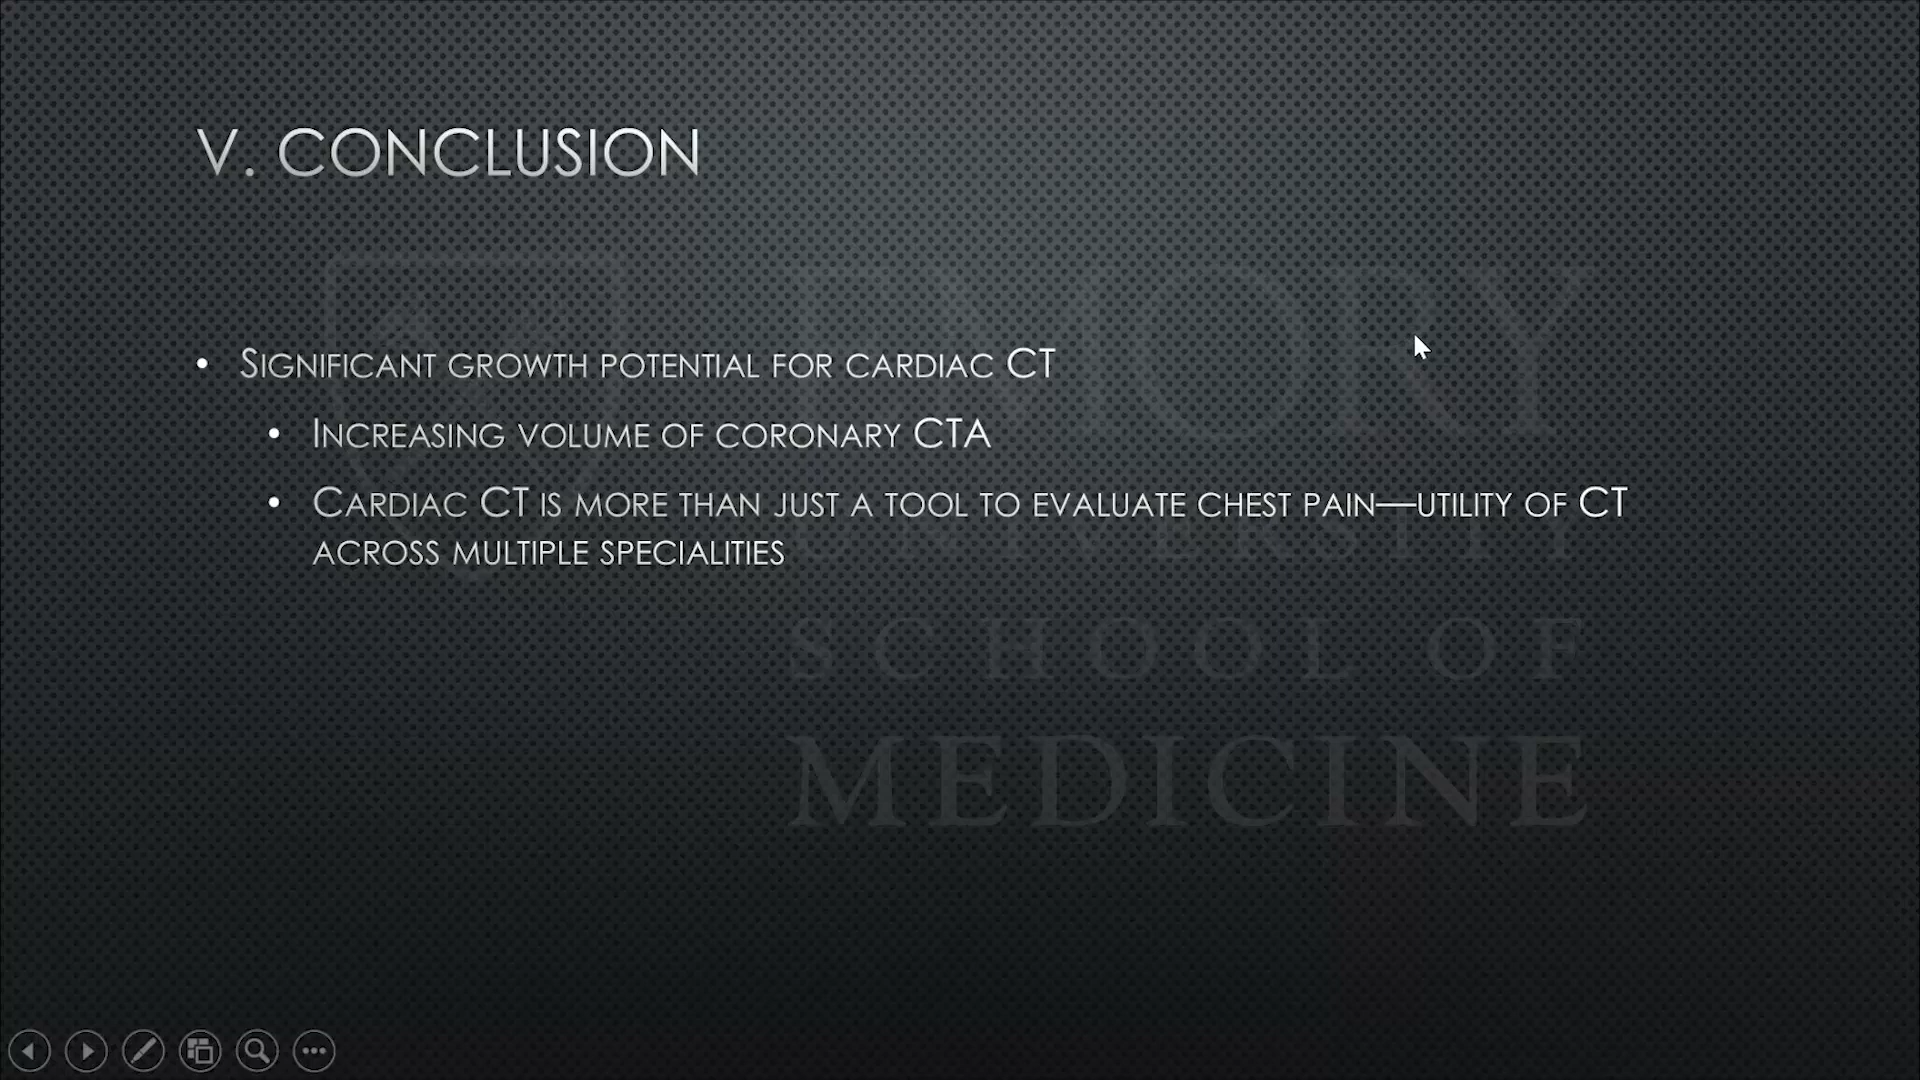 V. CONCLUSION
• SIGNIFICANT GROWTH POTENTIAL FOR CARDIAC CT
• INCREASING VOLUME OF CORONARY CTA
• CARDIAC CT IS MORE THAN JUST A TOOL TO EVALUATE CHEST PAIN—UTILITY OF CT
ACROSS MULTIPLE SPECIALITIES
EMORY
SCHOOL OF
MEDICINE